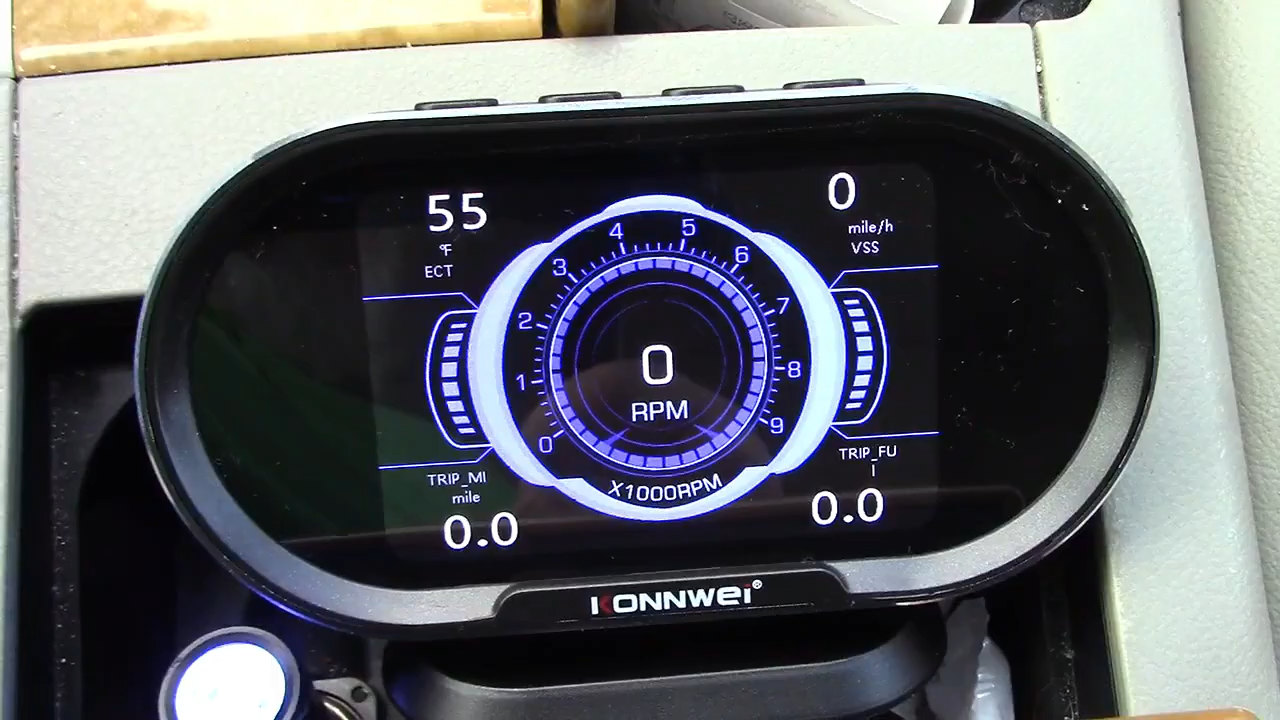 55
°F
ECT
0
mile/h
VSS
0
1
2
3
4
5
6
7
8
9
0
RPM
X1000RPM
TRIP_MI
mile
0.0
TRIP_FU
l
0.0
KONNWEI®